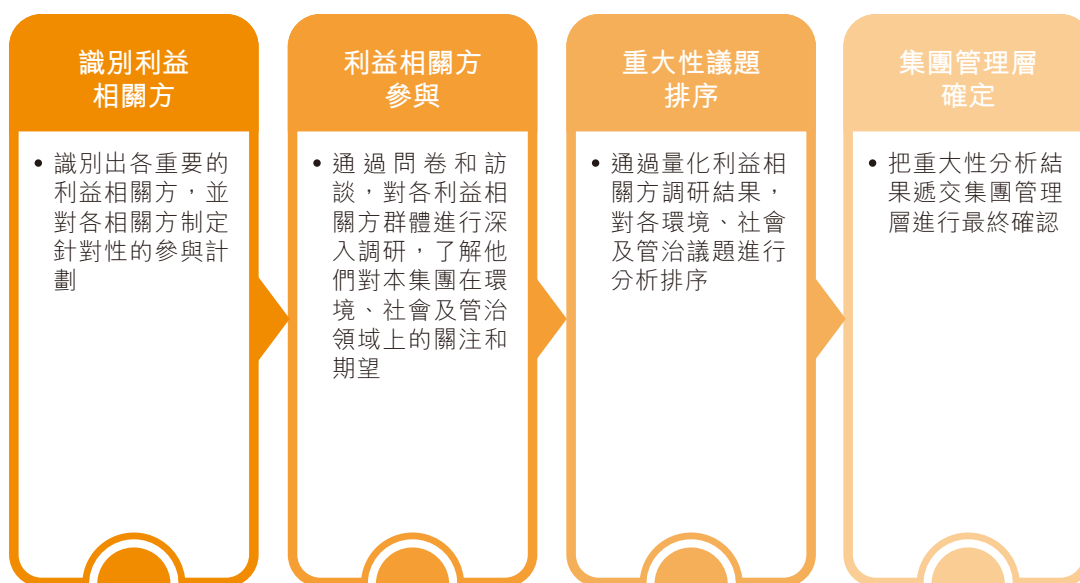 識別利益
相關方
• 識別出各重要的
利益相關方，並
對各相關方制定
針對性的參與計
劃
利益相關方
參與
• 通過問卷和訪
談，對各利益相
關方群體進行深
入調研，了解他
們對本集團在環
境、社會及管治
領域上的關注和
期望
重大性議題
排序
• 通過量化利益相
關方調研結果，
對各環境、社會
及管治議題進行
分析排序
集團管理層
確定
• 把重大性分析結
果遞交集團管理
層進行最終確認